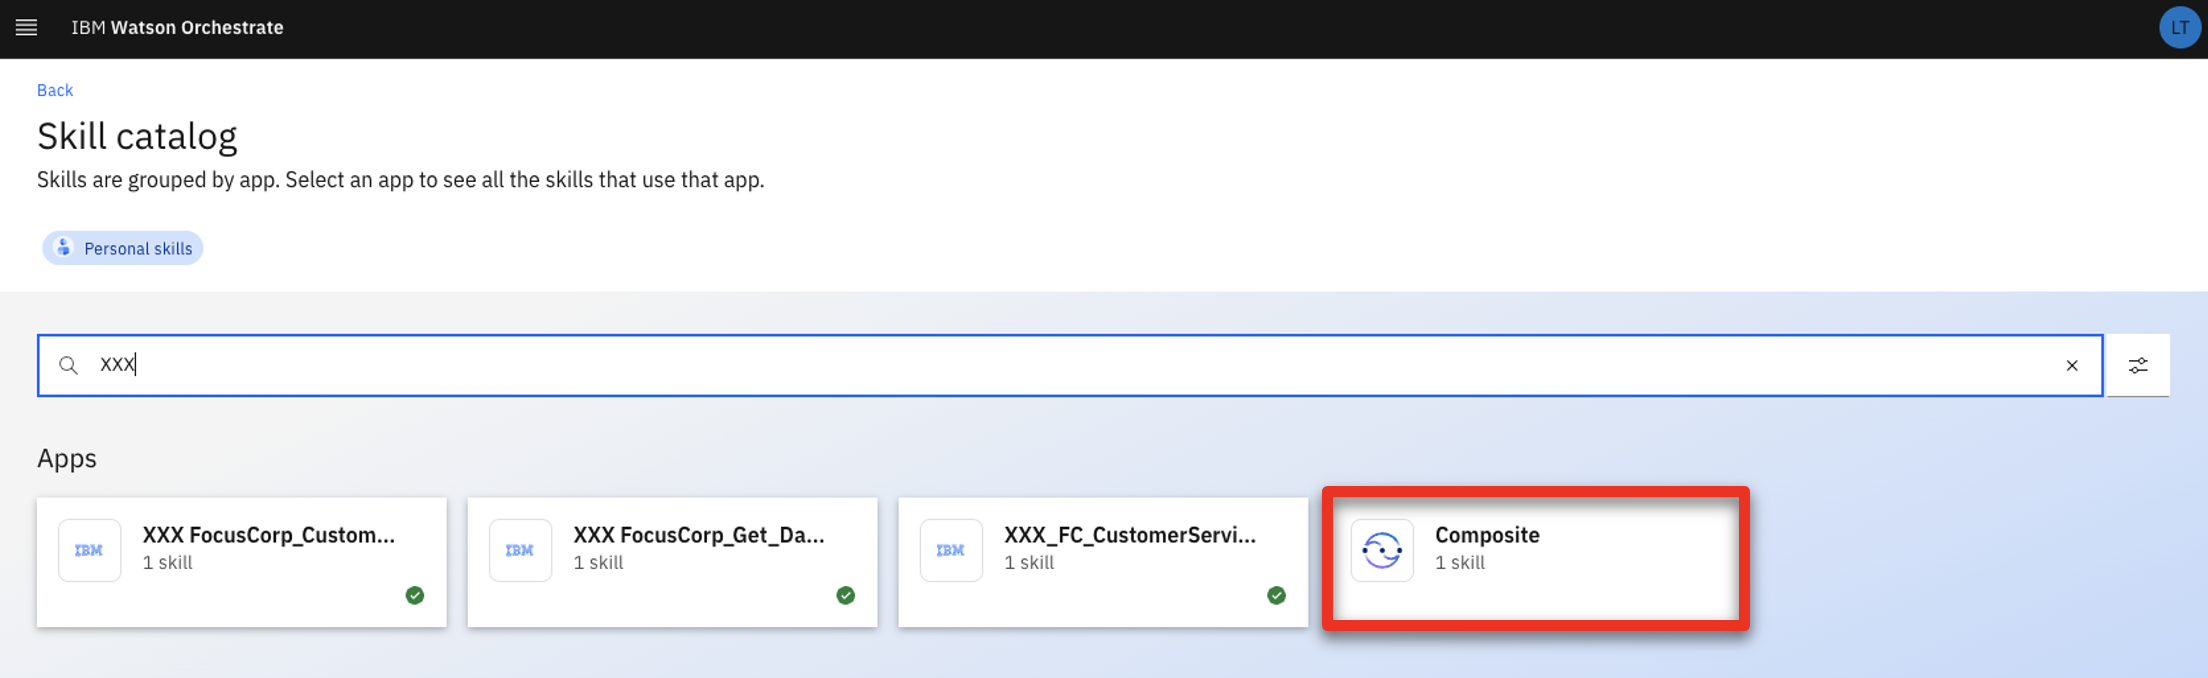 IBM Watson Orchestrate
LT
Back
Skill catalog
Skills are grouped by app. Select an app to see all the skills that use that app.
Personal skills
XXX
Apps
IBM
XXX FocusCorp_Custom...
1 skill
IBM
XXX FocusCorp_Get_Da...
1 skill
IBM
XXX_FC_CustomerServi...
1 skill
Composite
1 skill